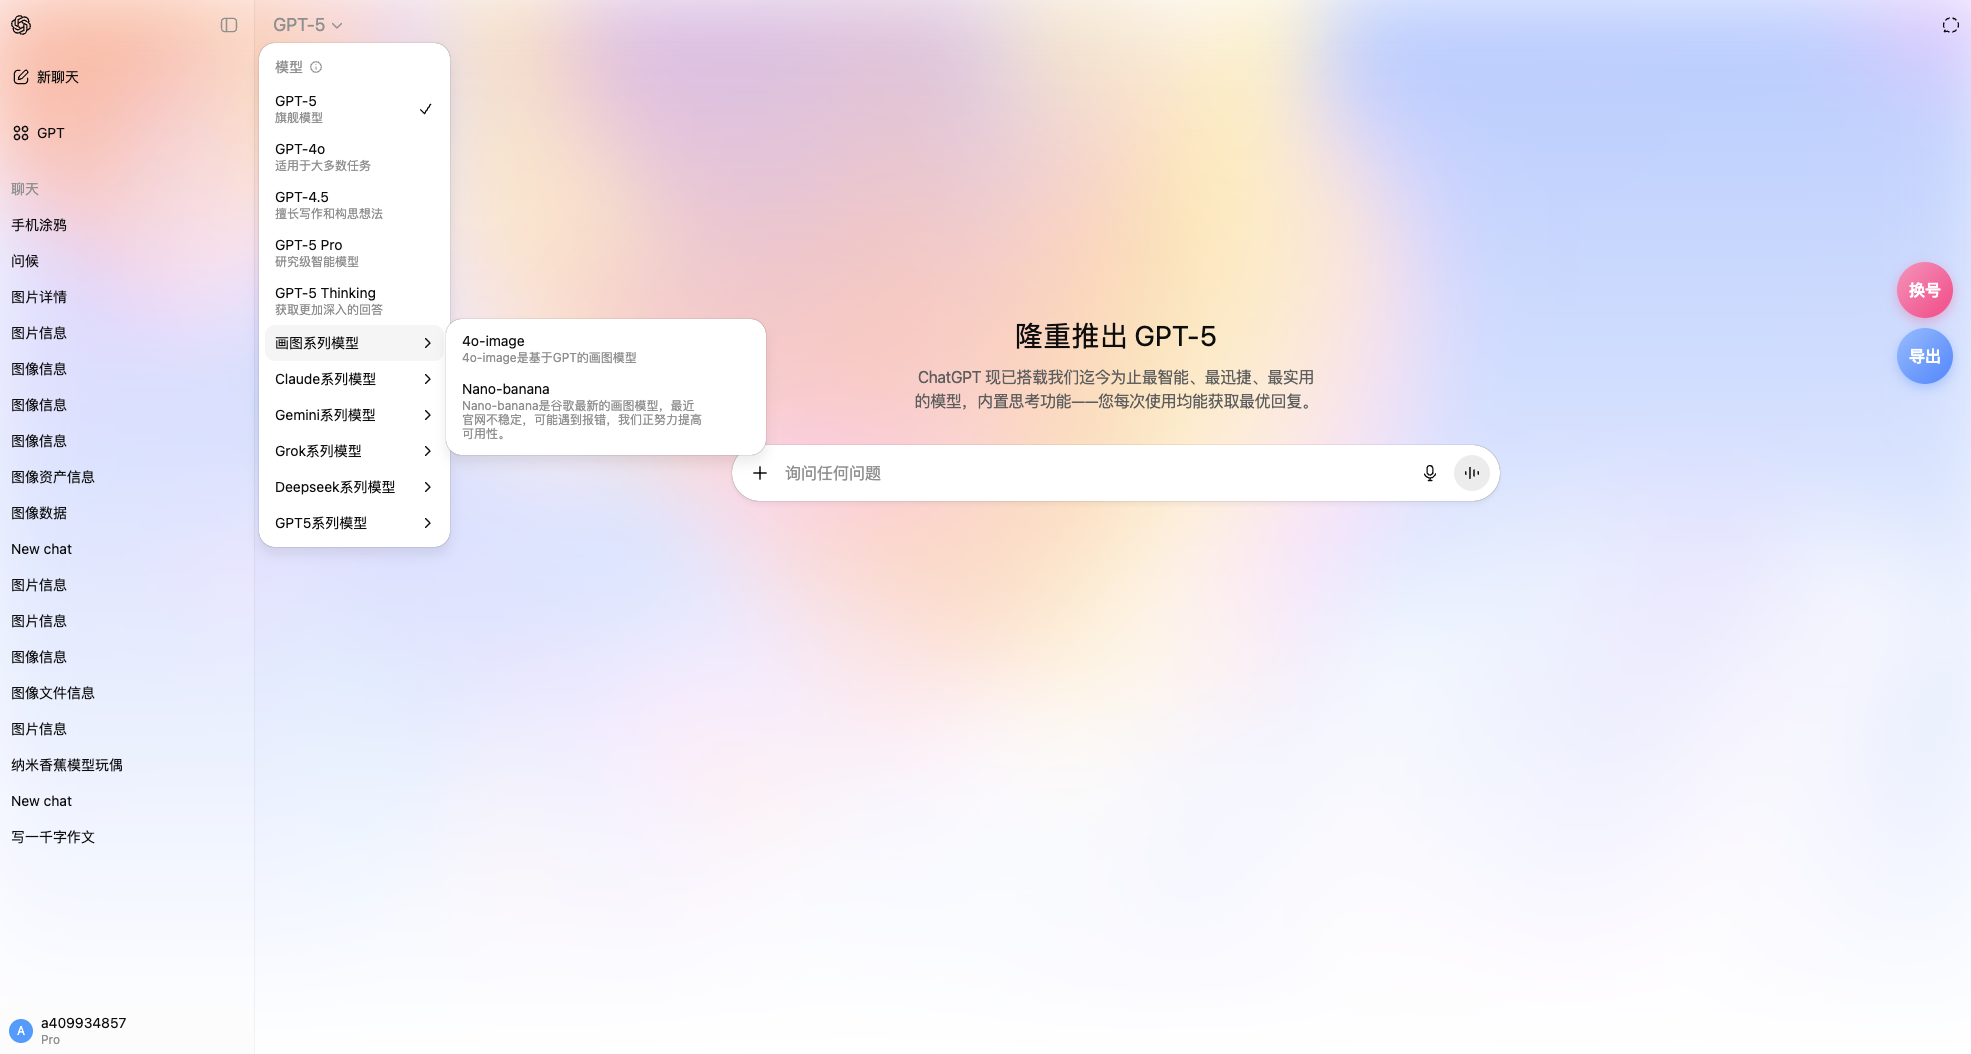 GPT-5
新聊天
GPT
聊天
手机涂鸦
问候
图片详情
图片信息
图像信息
图像信息
图像信息
图像资产信息
图像数据
New chat
图片信息
图片信息
图像信息
图像文件信息
图片信息
纳米香蕉模型玩偶
New chat
写一千字作文
A
a409934857
Pro
模型
GPT-5
旗舰模型
GPT-4o
适用于大多数任务
GPT-4.5
擅长写作和构思想法
GPT-5 Pro
研究级智能模型
GPT-5 Thinking
获取更加深入的回答
画图系列模型
Claude系列模型
Gemini系列模型
Grok系列模型
Deepseek系列模型
GPT5系列模型
4o-image
4o-image是基于GPT的画图模型
Nano-banana
Nano-banana是谷歌最新的画图模型，最近
官网不稳定，可能遇到报错，我们正努力提高
可用性。
隆重推出 GPT-5
ChatGPT 现已搭载我们迄今为止最智能、最迅捷、最实用
的模型，内置思考功能——您每次使用均能获取最优回复。
询问任何问题
换号
导出